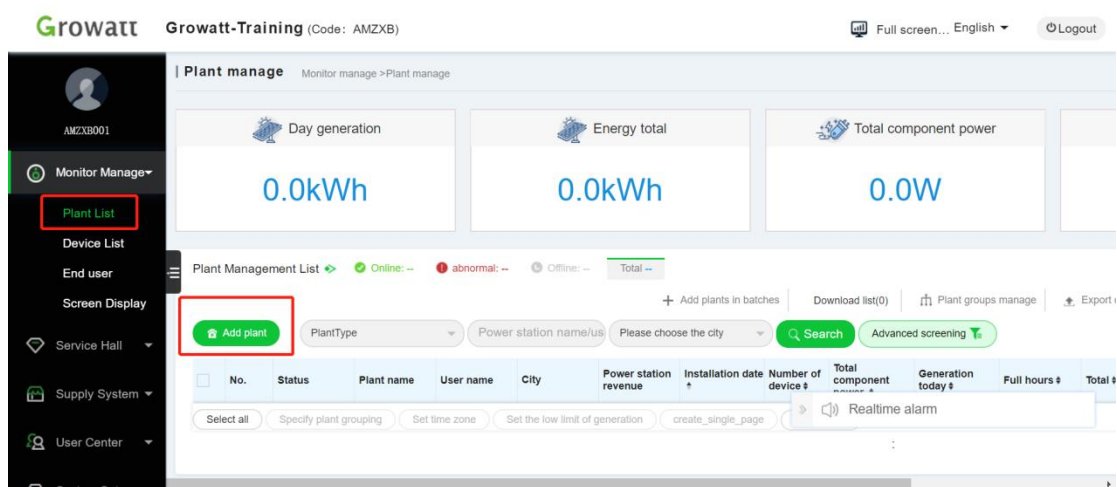 Growatt
Growatt-Training (Code: AMZXB)
Full screen... English
Logout
AMZXB001
Monitor Manage
Plant List
Device List
End user
Screen Display
Service Hall
Supply System
User Center
Plant manage Monitor manage >Plant manage
Day generation
0.0kWh
Energy total
0.0kWh
Total component power
0.0W
Plant Management List Online: -- abnormal: -- Offline: -- Total --
Add plants in batches Download list(0) Plant groups manage Export
Add plant PlantType Power station name/us Please choose the city Search Advanced screening
No. Status Plant name User name City Power station revenue Installation date Number of device Total component power Generation today Full hours Total
Select all Specify plant grouping Set time zone Set the low limit of generation create_single_page
Realtime alarm